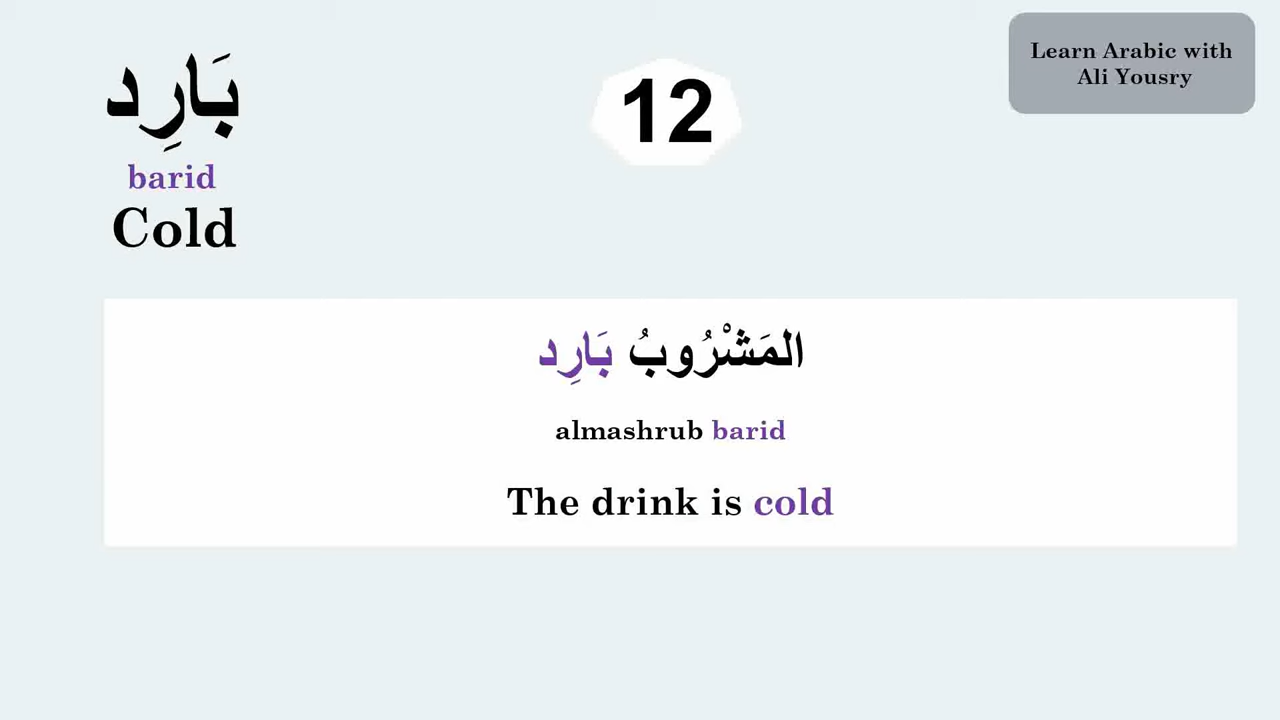 بَارِد
barid
Cold
12
Learn Arabic with
Ali Yousry
المَشْرُوبُ بَارِد
almashrub barid
The drink is cold